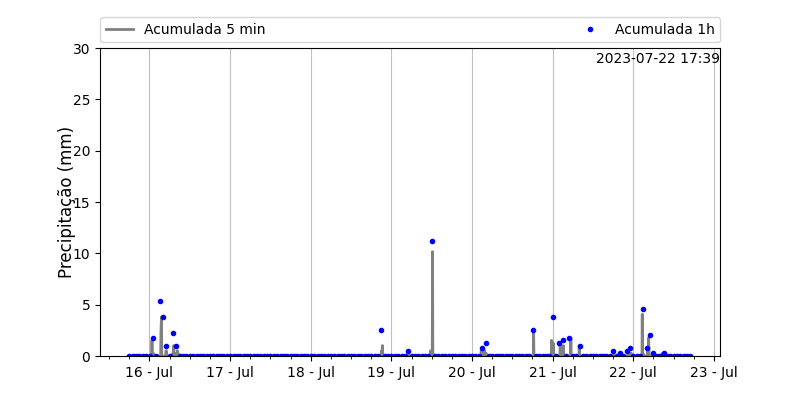 Acumulada 5 min
Acumulada 1h
2023-07-22 17:39
Precipitação (mm)
30
25
20
15
10
5
0
16 - Jul
17 - Jul
18 - Jul
19 - Jul
20 - Jul
21 - Jul
22 - Jul
23 - Jul